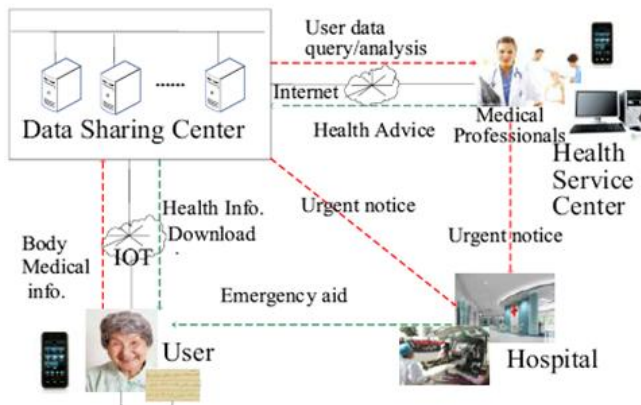 User data
query/analysis
Internet
Data Sharing Center
Health Advice
Medical
Professionals
Health
Service
Center
Health Info.
Download
Urgent notice
Urgent notice
IOT
Body
Medical
info.
Emergency aid
User
Hospital